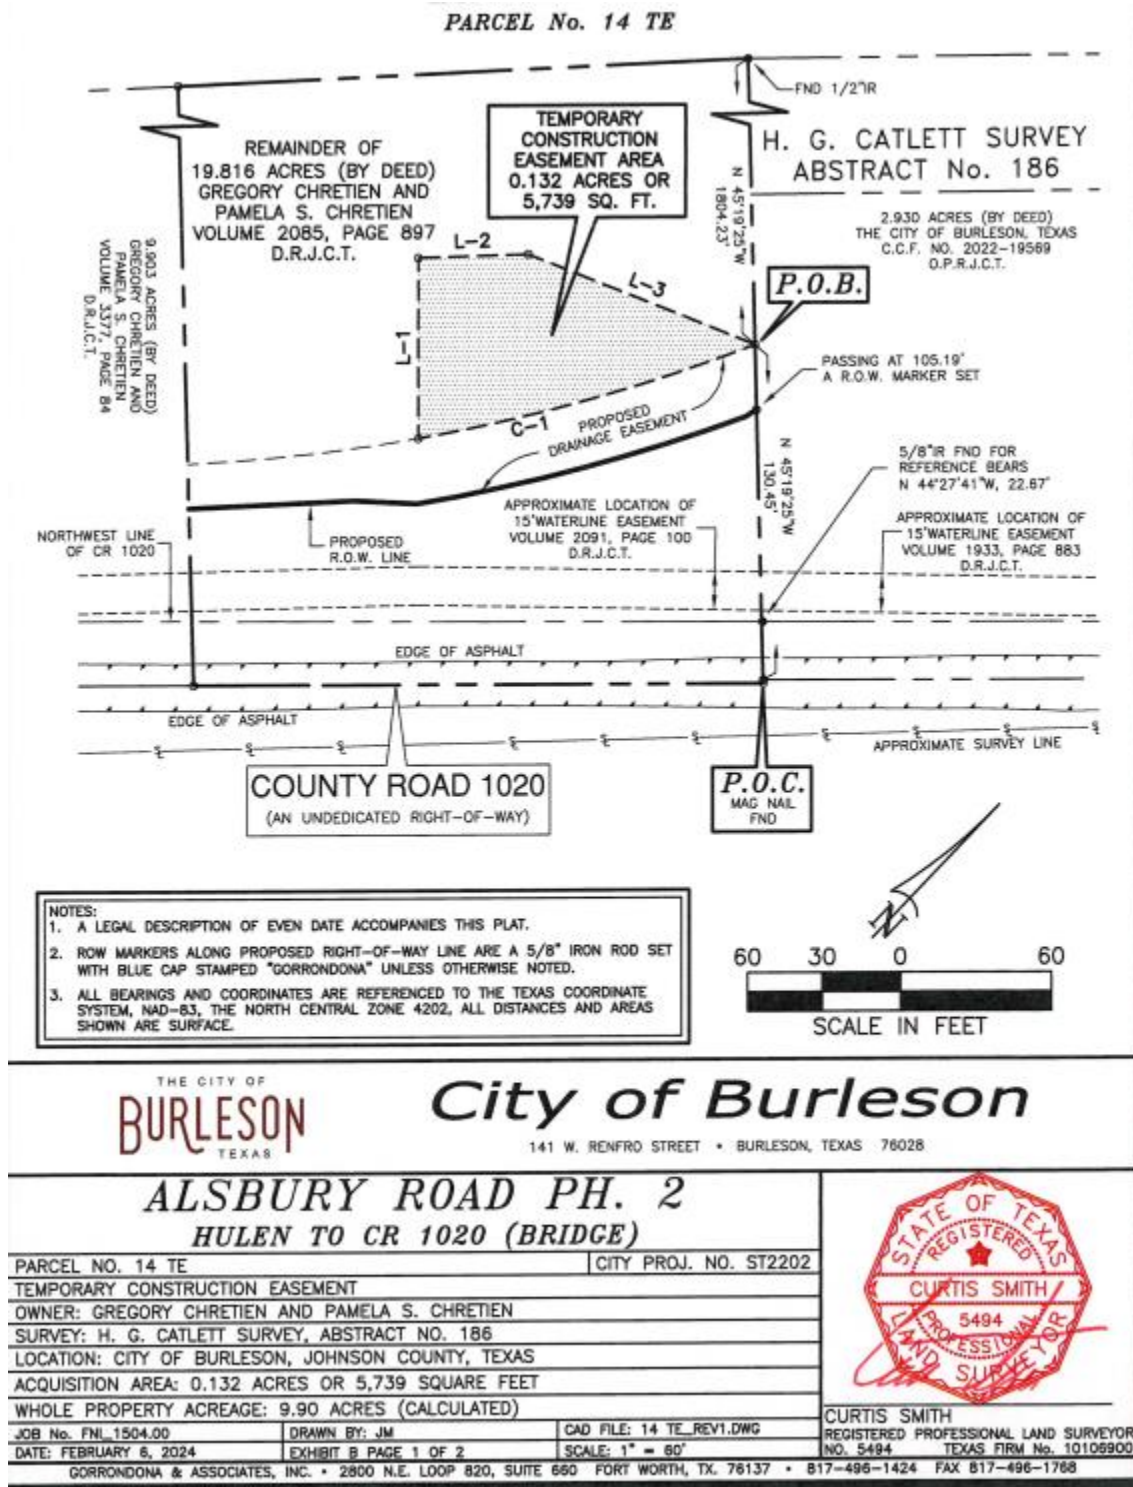 PARCEL No. 14 TE
FND 1/2"IR
H. G. CATLETT SURVEY
ABSTRACT No. 186
TEMPORARY
CONSTRUCTION
EASEMENT AREA
0.132 ACRES OR
5,739 SQ. FT.
REMAINDER OF
19.816 ACRES (BY DEED)
GREGORY CHRETIEN AND
PAMELA S. CHRETIEN
VOLUME 2085, PAGE 897
D.R.J.C.T.
N 45°19'25"W
1804.23'
2.930 ACRES (BY DEED)
THE CITY OF BURLESON, TEXAS
C.C.F. NO. 2022-19569
O.P.R.J.C.T.
9.903 ACRES (BY DEED)
GREGORY CHRETIEN AND
PAMELA S. CHRETIEN
VOLUME 3377, PAGE 84
D.R.J.C.T.
L-2
L-3
P.O.B.
L-1
PASSING AT 105.19'
A R.O.W. MARKER SET
C-1
PROPOSED
DRAINAGE EASEMENT
N 45°19'25"W
130.45'
5/8"IR FND FOR
REFERENCE BEARS
N 44°27'41"W, 22.67'
APPROXIMATE LOCATION OF
15'WATERLINE EASEMENT
VOLUME 2091, PAGE 100
D.R.J.C.T.
APPROXIMATE LOCATION OF
15'WATERLINE EASEMENT
VOLUME 1933, PAGE 883
D.R.J.C.T.
NORTHWEST LINE
OF CR 1020
PROPOSED
R.O.W. LINE
EDGE OF ASPHALT
EDGE OF ASPHALT
APPROXIMATE SURVEY LINE
COUNTY ROAD 1020
(AN UNDEDICATED RIGHT-OF-WAY)
P.O.C.
MAG NAIL
FND
N
NOTES:
1. A LEGAL DESCRIPTION OF EVEN DATE ACCOMPANIES THIS PLAT.
2. ROW MARKERS ALONG PROPOSED RIGHT-OF-WAY LINE ARE A 5/8" IRON ROD SET
WITH BLUE CAP STAMPED "GORRONDONA" UNLESS OTHERWISE NOTED.
3. ALL BEARINGS AND COORDINATES ARE REFERENCED TO THE TEXAS COORDINATE
SYSTEM, NAD-83, THE NORTH CENTRAL ZONE 4202, ALL DISTANCES AND AREAS
SHOWN ARE SURFACE.
60 30 0 60
SCALE IN FEET
THE CITY OF
BURLESON
TEXAS
City of Burleson
141 W. RENFRO STREET • BURLESON, TEXAS 76028
ALSBURY ROAD PH. 2
HULEN TO CR 1020 (BRIDGE)
PARCEL NO. 14 TE
CITY PROJ. NO. ST2202
TEMPORARY CONSTRUCTION EASEMENT
OWNER: GREGORY CHRETIEN AND PAMELA S. CHRETIEN
SURVEY: H. G. CATLETT SURVEY, ABSTRACT NO. 186
LOCATION: CITY OF BURLESON, JOHNSON COUNTY, TEXAS
ACQUISITION AREA: 0.132 ACRES OR 5,739 SQUARE FEET
WHOLE PROPERTY ACREAGE: 9.90 ACRES (CALCULATED)
JOB No. FNI_1504.00
DRAWN BY: JM
CAD FILE: 14 TE_REV1.DWG
DATE: FEBRUARY 6, 2024
EXHIBIT B PAGE 1 OF 2
SCALE: 1" = 60'
STATE OF TEXAS
REGISTERED
CURTIS SMITH
5494
PROFESSIONAL
LAND SURVEYOR
CURTIS SMITH
REGISTERED PROFESSIONAL LAND SURVEYOR
NO. 5494 TEXAS FIRM No. 10106900
GORRONDONA & ASSOCIATES, INC. • 2800 N.E. LOOP 820, SUITE 660 FORT WORTH, TX. 76137 • 817-496-1424 FAX 817-496-1768